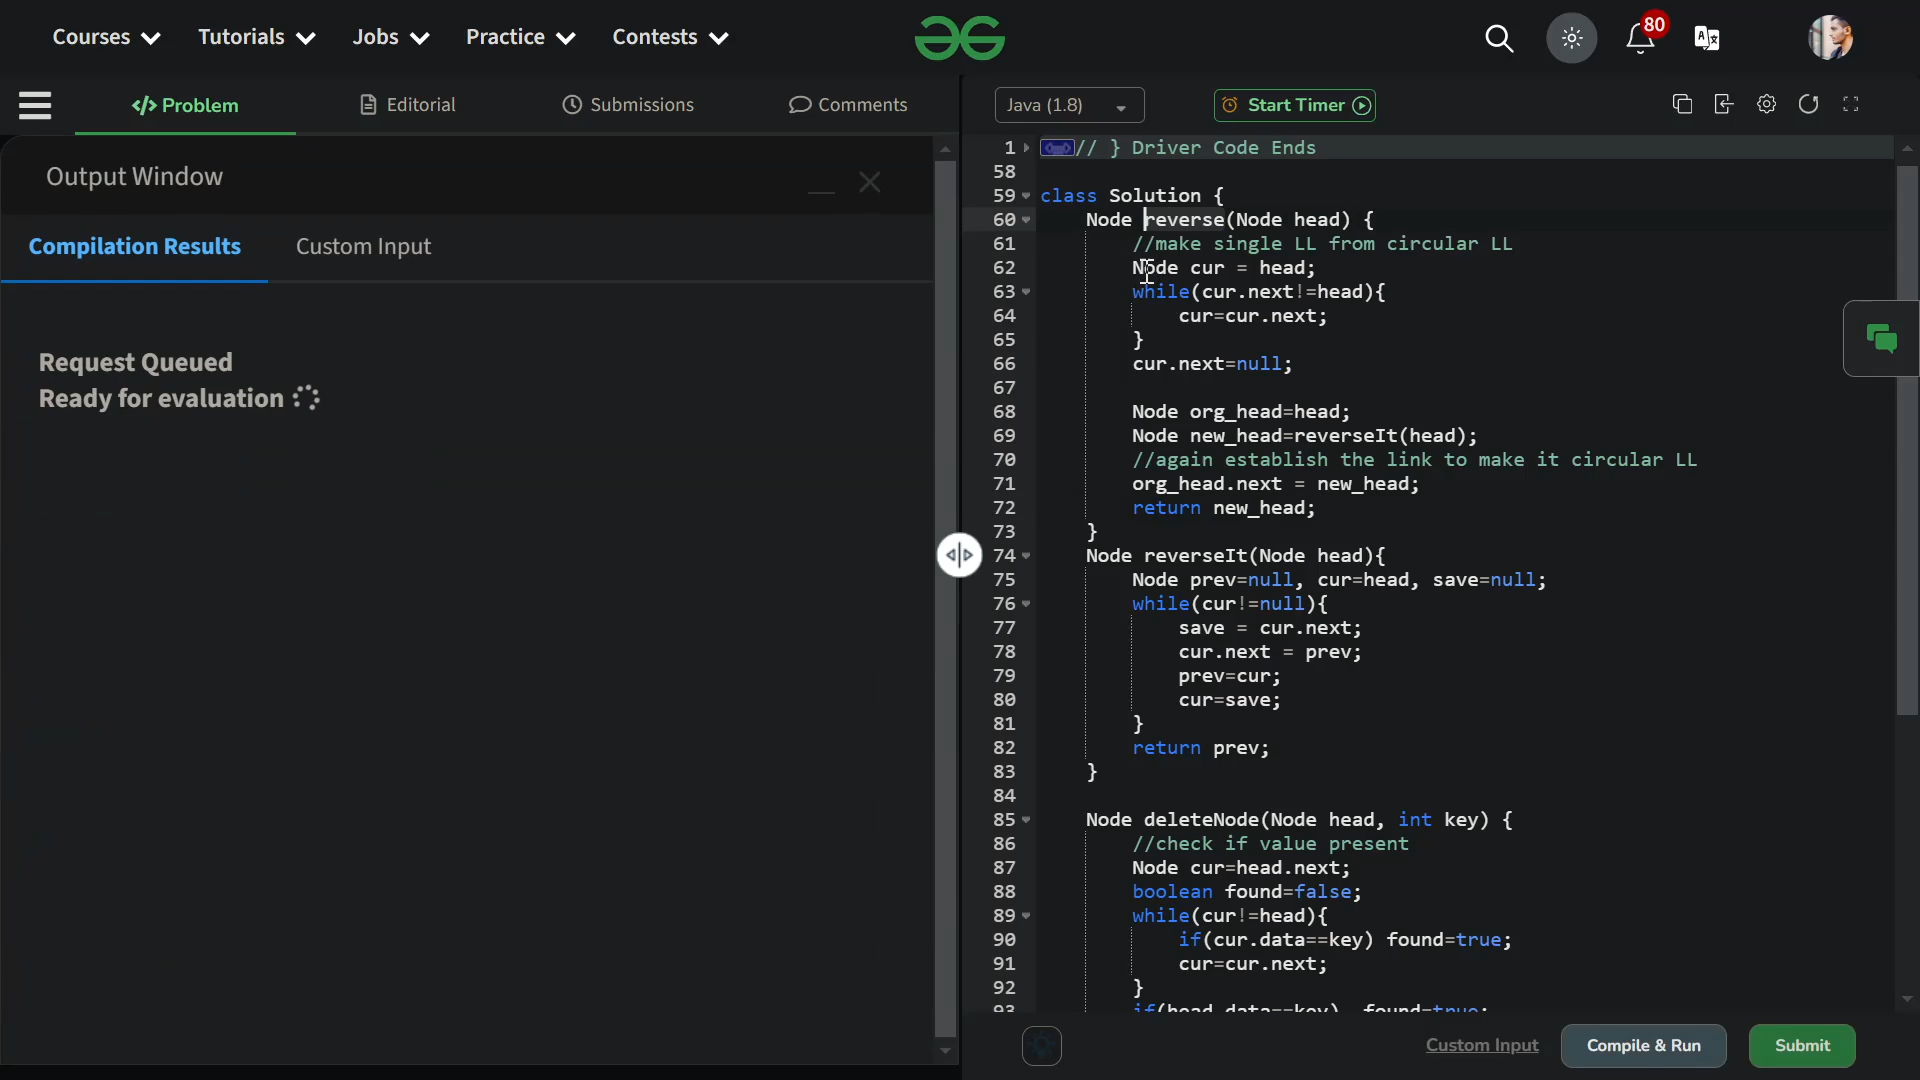 Courses
Tutorials
Jobs
Practice
Contests
80
Problem
Editorial
Submissions
Comments
Java (1.8)
Start Timer
Output Window
Compilation Results
Custom Input
Request Queued
Ready for evaluation
1 // } Driver Code Ends
58
59 class Solution {
60 Node reverse(Node head) {
61 //make single LL from circular LL
62 Node cur = head;
63 while(cur.next!=head){
64 cur=cur.next;
65 }
66 cur.next=null;
67
68 Node org_head=head;
69 Node new_head=reverseIt(head);
70 //again establish the link to make it circular LL
71 org_head.next = new_head;
72 return new_head;
73 }
74 Node reverseIt(Node head){
75 Node prev=null, cur=head, save=null;
76 while(cur!=null){
77 save = cur.next;
78 cur.next = prev;
79 prev=cur;
80 cur=save;
81 }
82 return prev;
83 }
84
85 Node deleteNode(Node head, int key) {
86 //check if value present
87 Node cur=head.next;
88 boolean found=false;
89 while(cur!=head){
90 if(cur.data==key) found=true;
91 cur=cur.next;
92 }
93 if(head.data==key) found=true;
Custom Input
Compile & Run
Submit